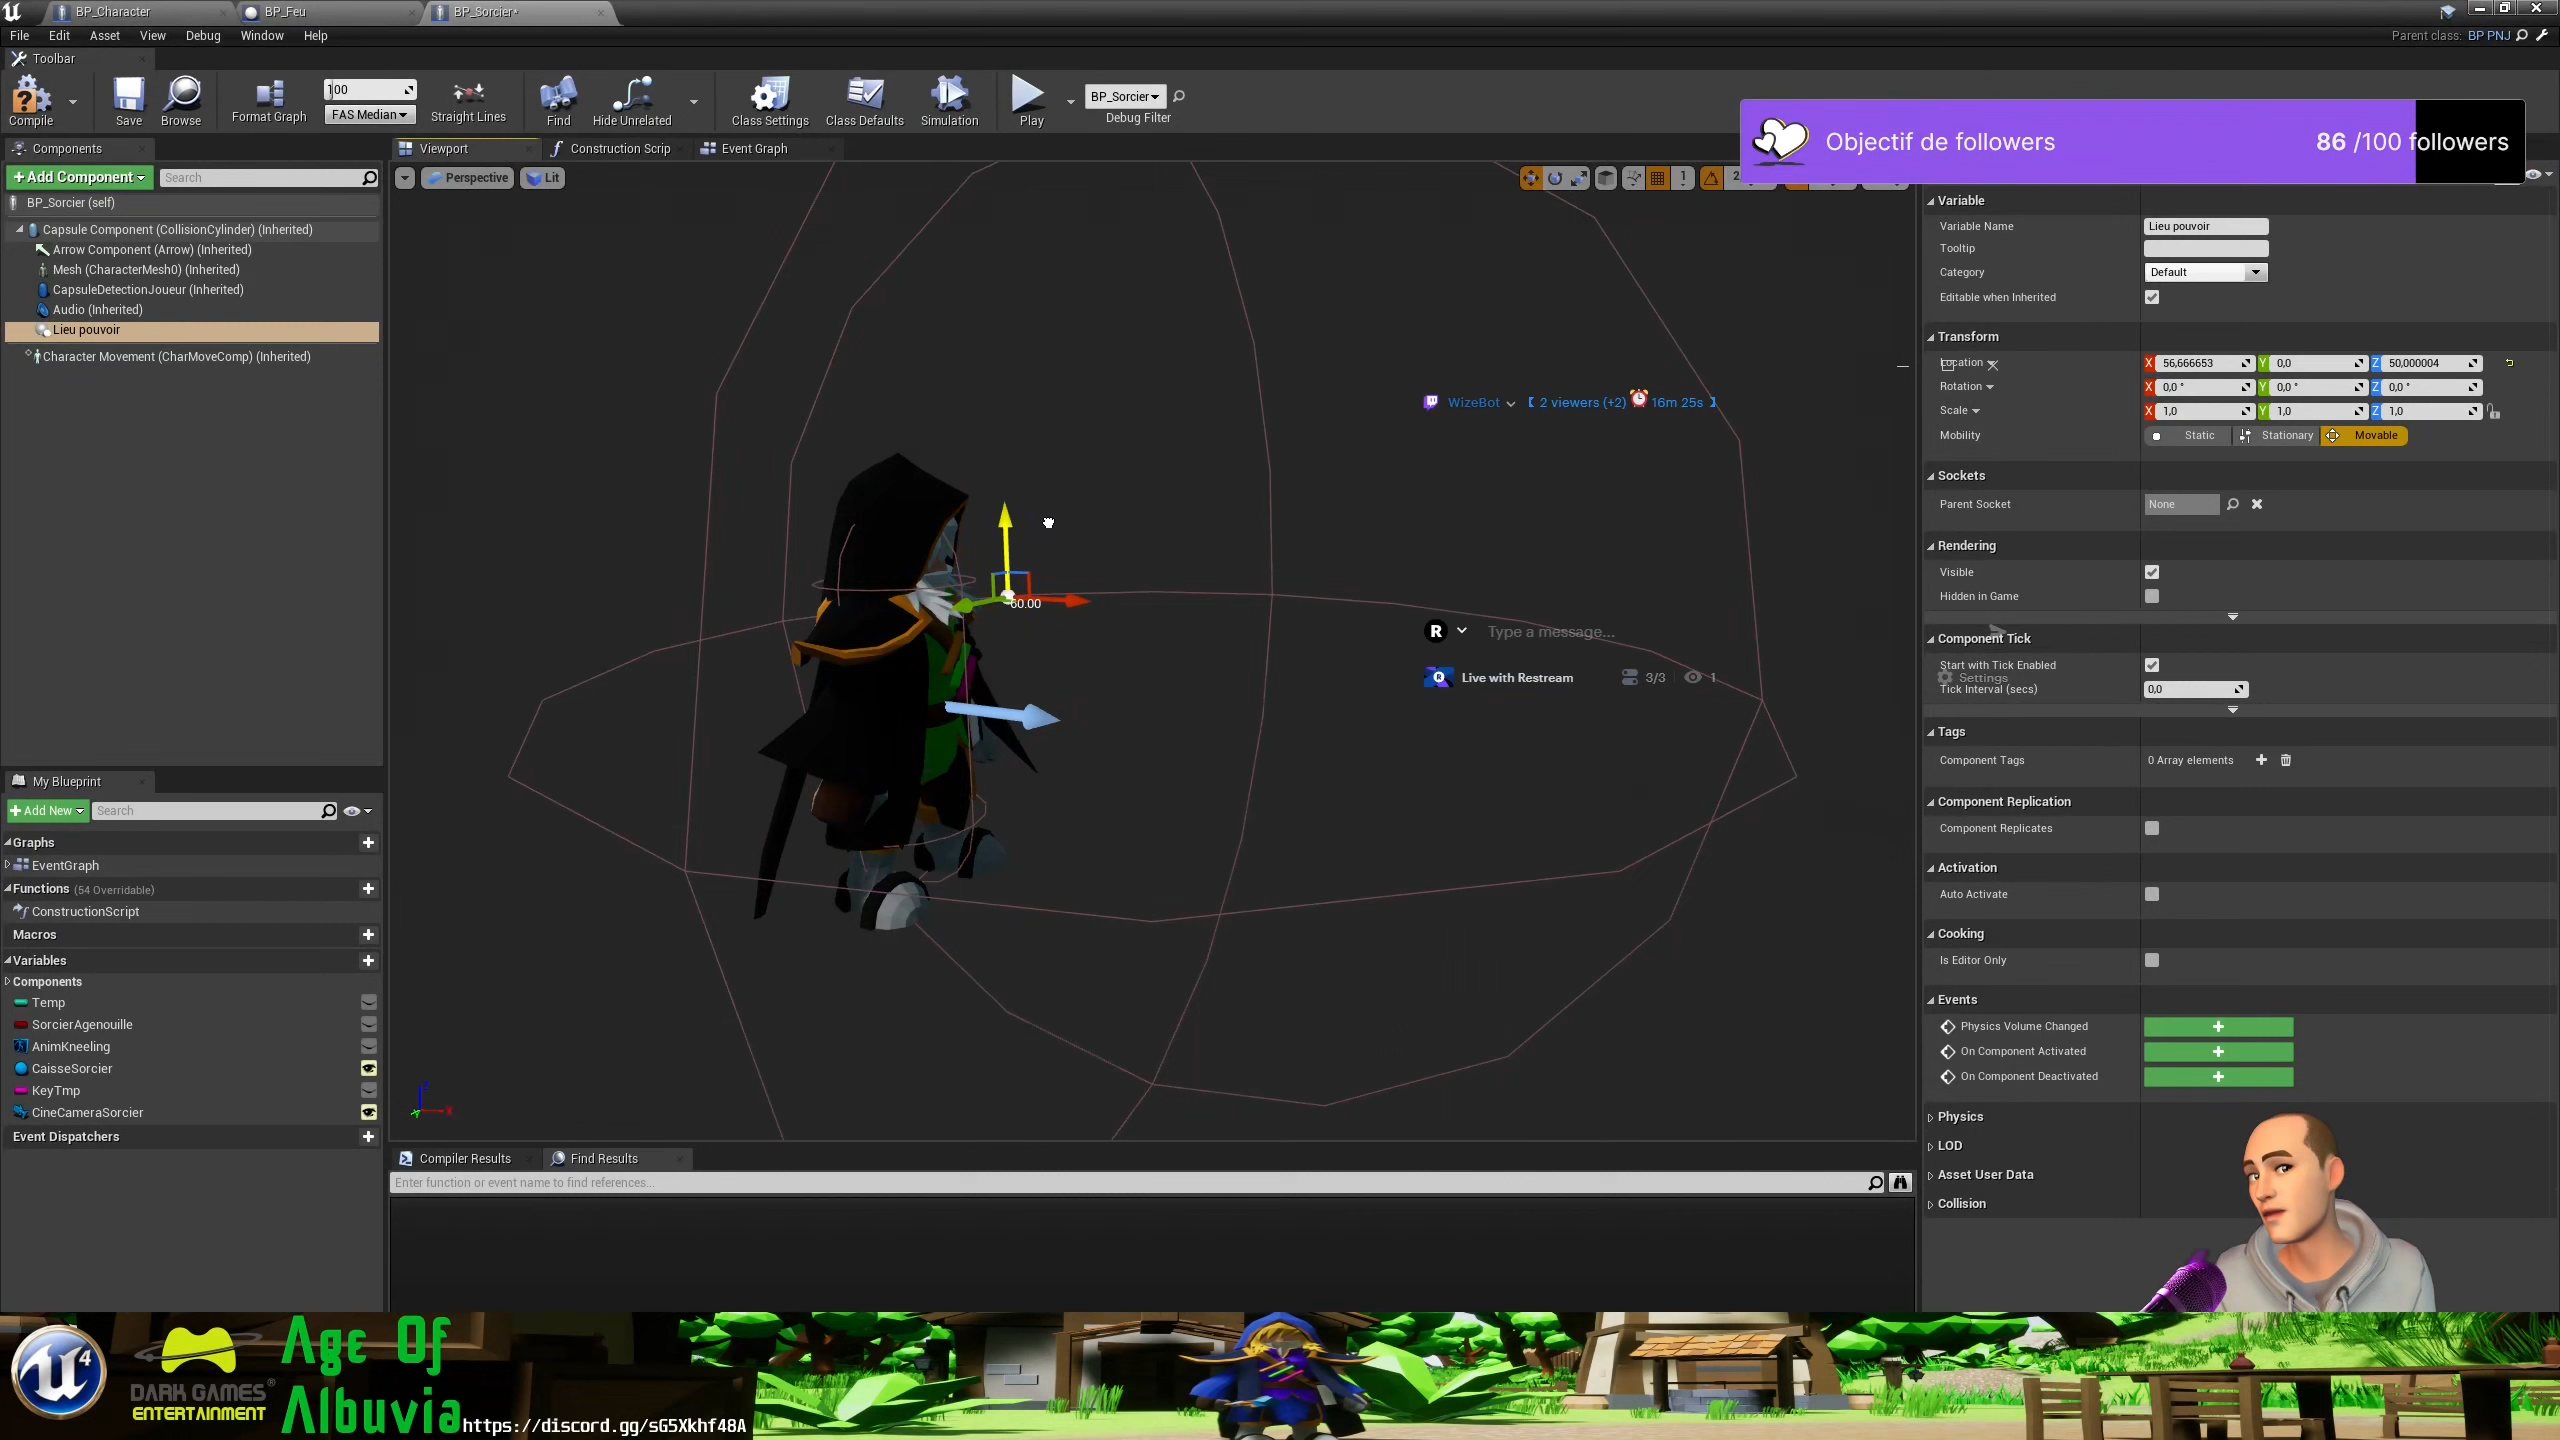 BP_Character
BP_Feu
BP_Sorcier*
File Edit Asset View Debug Window Help
Parent class: BP PNJ
Toolbar
Compile
Save
Browse
Format Graph
100
FAS Median
Straight Lines
Find
Hide Unrelated
Class Settings
Class Defaults
Simulation
Play
BP_Sorcier
Debug Filter
Objectif de followers
86 /100 followers
Components
+Add Component
Search
BP_Sorcier (self)
Capsule Component (CollisionCylinder) (Inherited)
Arrow Component (Arrow) (Inherited)
Mesh (CharacterMesh0) (Inherited)
CapsuleDetectionJoueur (Inherited)
Audio (Inherited)
Lieu pouvoir
Character Movement (CharMoveComp) (Inherited)
Viewport
Construction Scrip
Event Graph
Perspective
Lit
1
2
60.00
WizeBot
2 viewers (+2)
16m 25s
R
Type a message...
Live with Restream
3/3
1
My Blueprint
+Add New
Search
Graphs
EventGraph
Functions (54 Overridable)
ConstructionScript
Macros
Variables
Components
Temp
SorcierAgenouille
AnimKneeling
CaisseSorcier
KeyTmp
CineCameraSorcier
Event Dispatchers
Compiler Results
Find Results
Enter function or event name to find references...
Variable
Variable Name Lieu pouvoir
Tooltip
Category Default
Editable when Inherited
Transform
Location X 56,666653 Y 0,0 Z 50,000004
Rotation X 0,0 ° Y 0,0 ° Z 0,0 °
Scale X 1,0 Y 1,0 Z 1,0
Mobility Static Stationary Movable
Sockets
Parent Socket None
Rendering
Visible
Hidden in Game
Component Tick
Start with Tick Enabled
Settings
Tick Interval (secs) 0,0
Tags
Component Tags 0 Array elements
Component Replication
Component Replicates
Activation
Auto Activate
Cooking
Is Editor Only
Events
Physics Volume Changed
On Component Activated
On Component Deactivated
Physics
LOD
Asset User Data
Collision
4
DARK GAMES®
ENTERTAINMENT
Age Of
Albuvia
https://discord.gg/sG5Xkhf48A